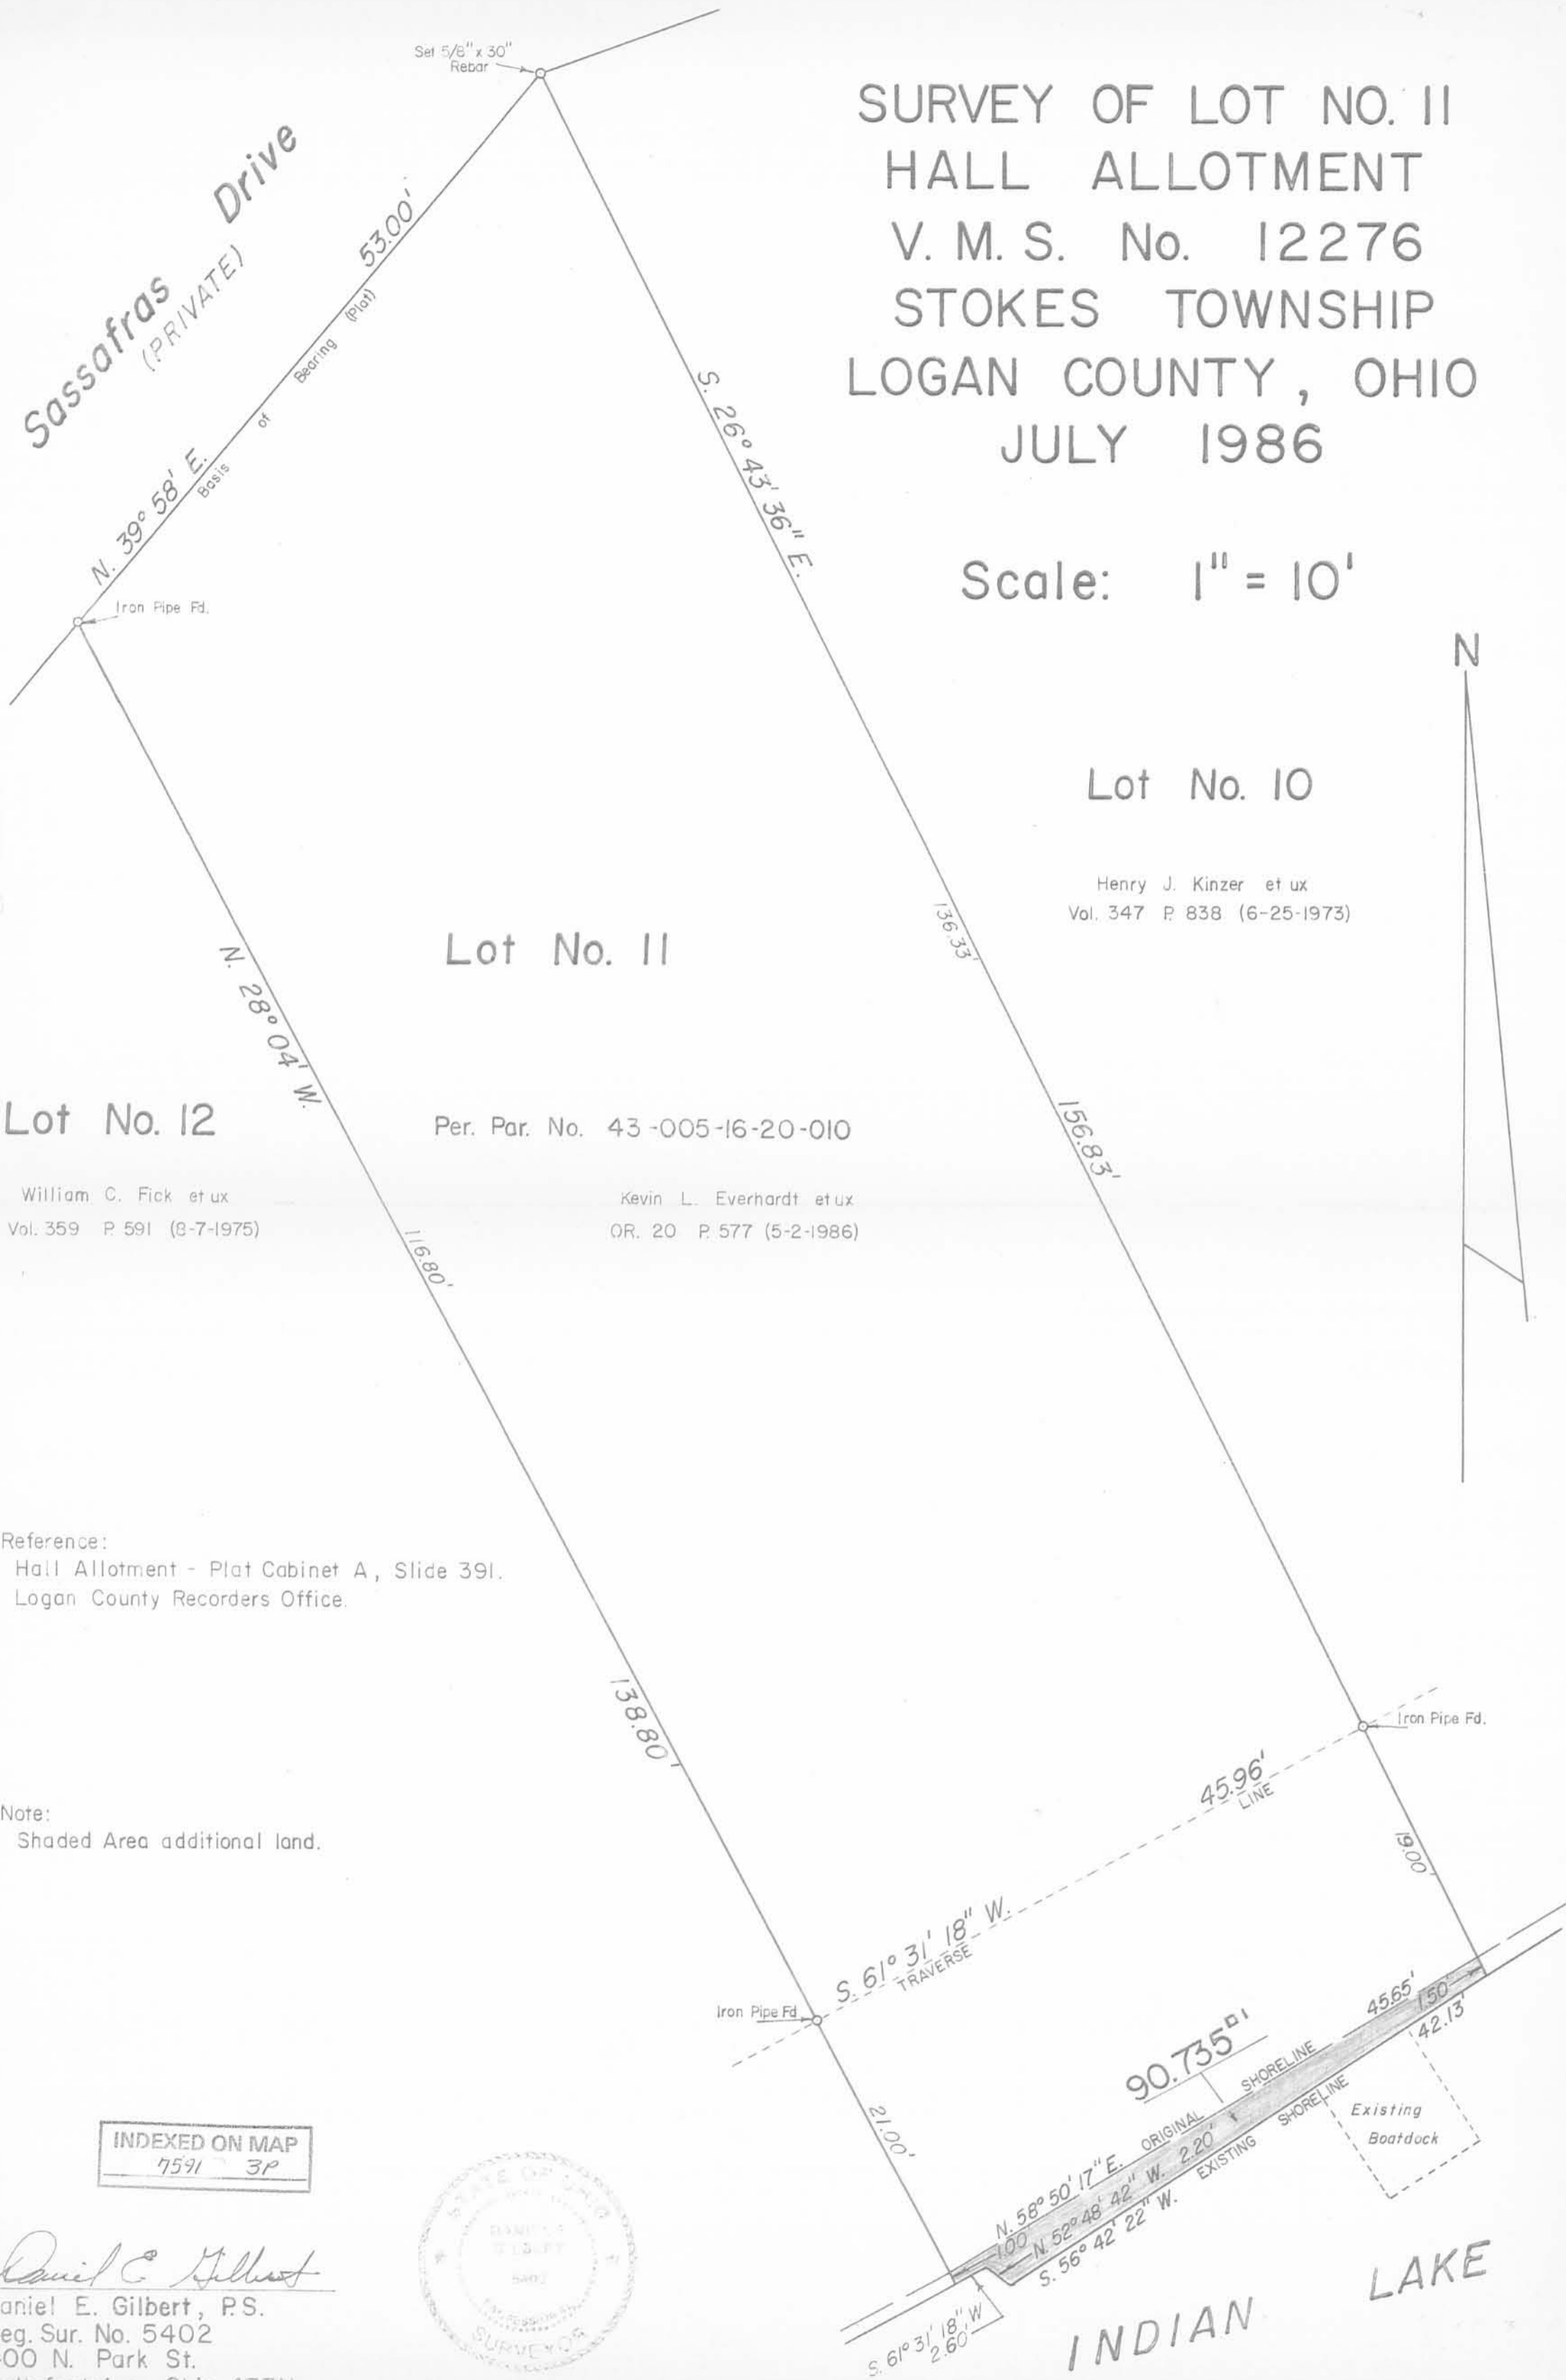 SURVEY OF LOT NO. 11
HALL ALLOTMENT
V. M. S. No. 12276
STOKES TOWNSHIP
LOGAN COUNTY, OHIO
JULY 1986
Scale: 1" = 10'
N
Set 5/8" x 30"
Rebar
Sassafras Drive
(PRIVATE)
N. 39° 58' E. 53.00'
Basis of Bearing (Plat)
Iron Pipe Fd.
S. 26° 43' 36" E.
136.33'
156.83'
Lot No. 10
Henry J. Kinzer et ux
Vol. 347 P. 838 (6-25-1973)
Lot No. 11
N. 28° 04' W.
116.80'
138.80'
Per. Par. No. 43-005-16-20-010
Kevin L. Everhardt et ux
OR. 20 P. 577 (5-2-1986)
Lot No. 12
William C. Fick et ux
Vol. 359 P. 591 (8-7-1975)
Reference:
Hall Allotment - Plat Cabinet A, Slide 391.
Logan County Recorders Office.
Note:
Shaded Area additional land.
Iron Pipe Fd.
45.96'
LINE
S. 61° 31' 18" W.
TRAVERSE
Iron Pipe Fd.
19.00'
21.00'
90.735
N. 58° 50' 17" E. ORIGINAL SHORELINE 45.65'
1.50'
1.00'
N. 52° 48' 42" W. 2.20'
S. 56° 42' 22" W. EXISTING SHORELINE 42.13'
S. 61° 31' 18" W
2.60'
Existing
Boatdock
INDIAN LAKE
INDEXED ON MAP
7591 3P
STATE OF OHIO
5402
SURVEYOR
Daniel E Gilbert
aniel E. Gilbert, P.S.
eg. Sur. No. 5402
00 N. Park St.